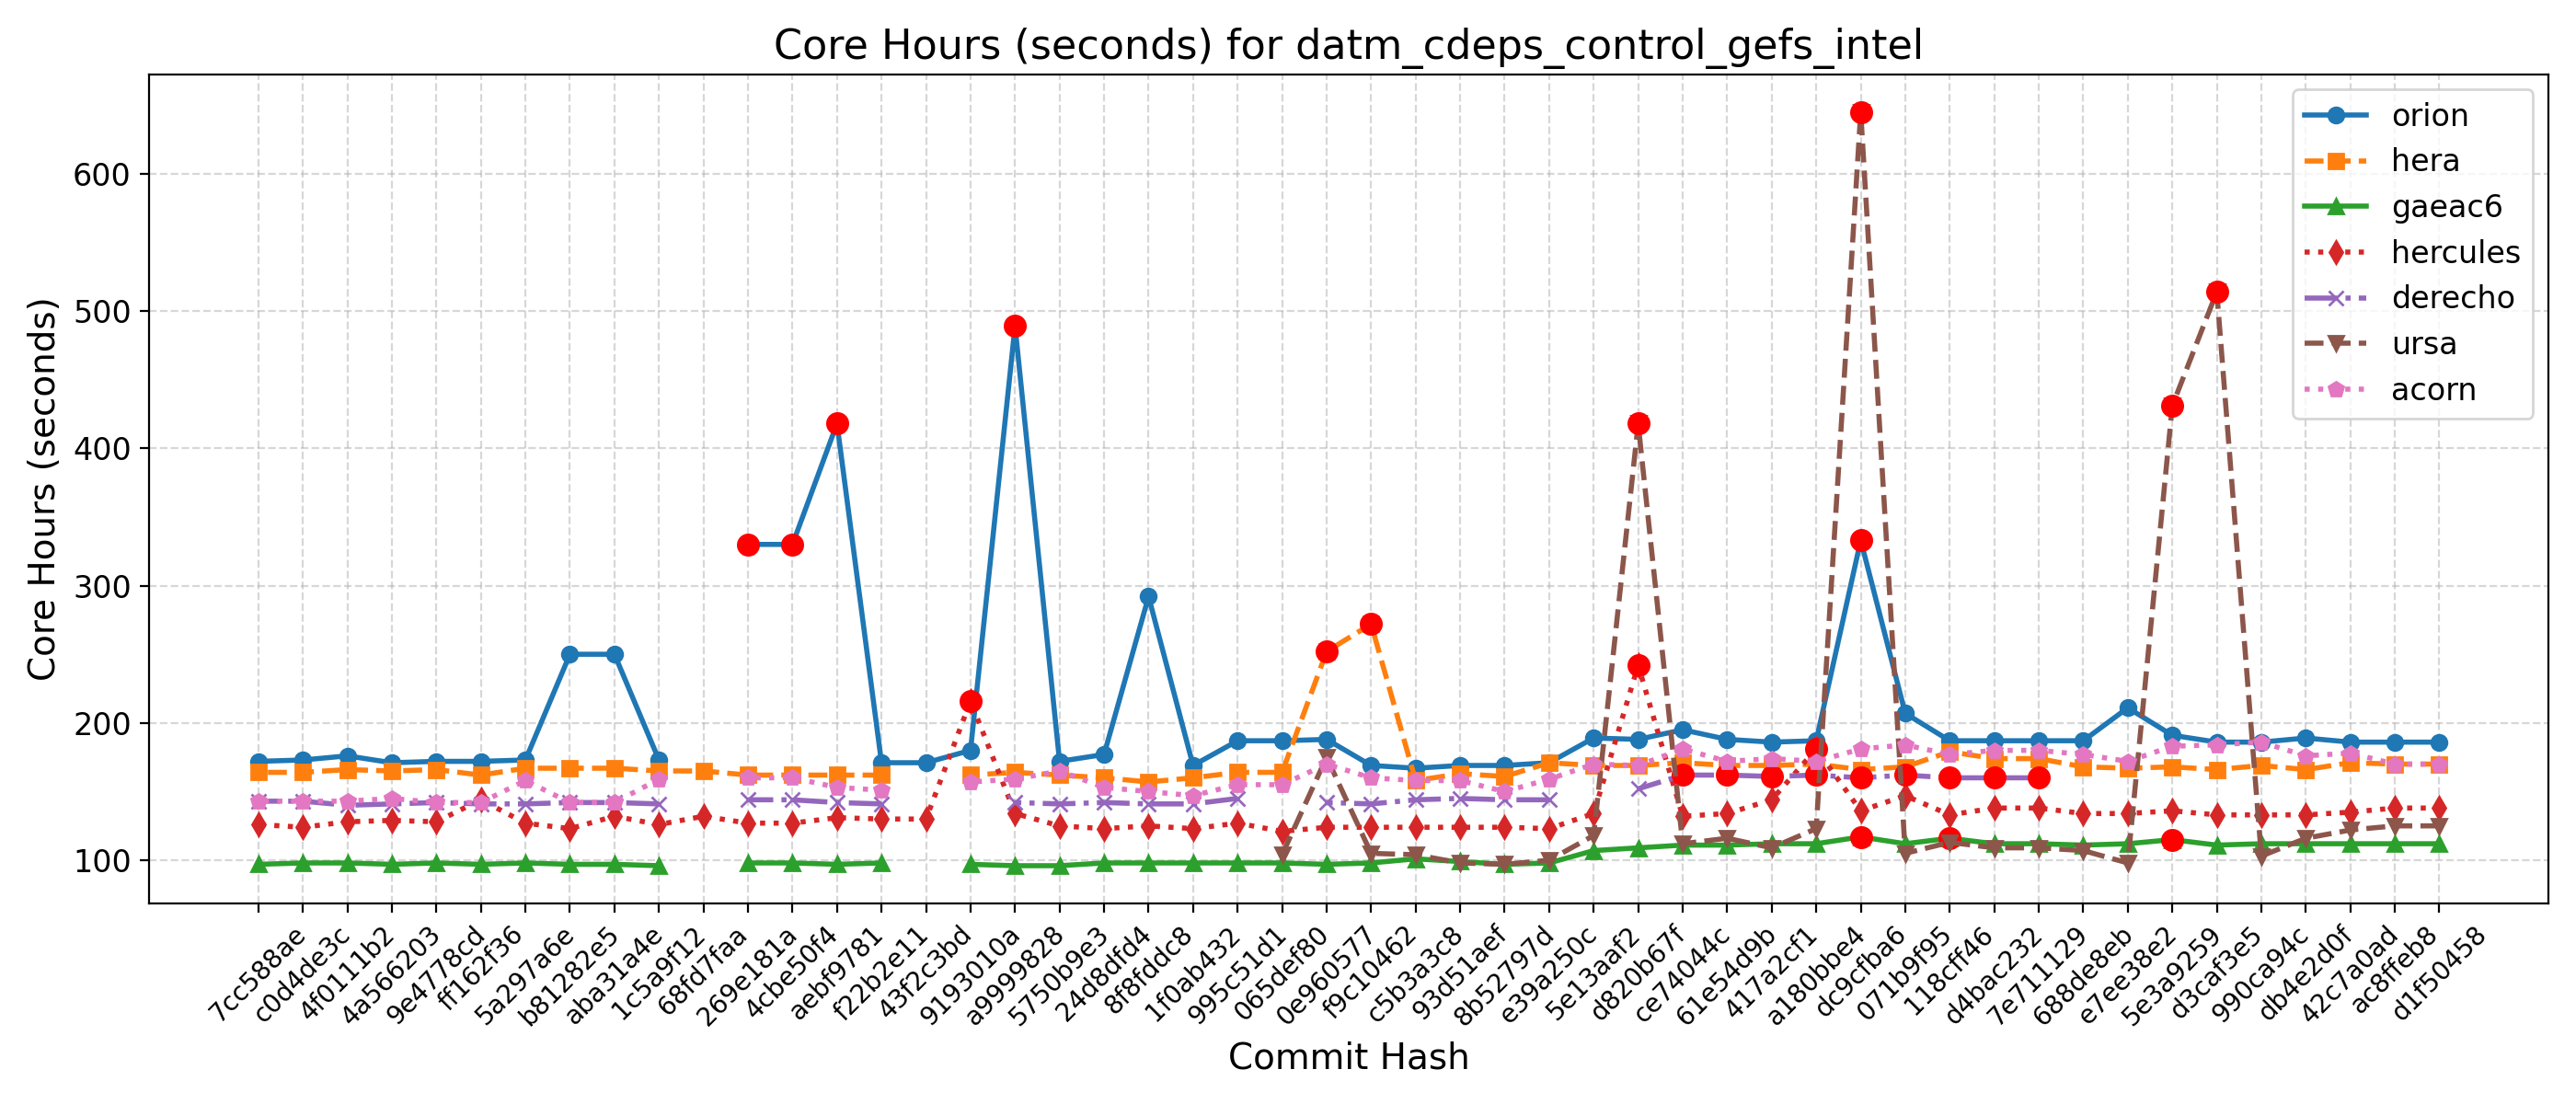 Core Hours (seconds) for datm_cdeps_control_gefs_intel
Core Hours (seconds)
600
500
400
300
200
100
orion
hera
gaeac6
hercules
derecho
ursa
acorn
7cc588ae
c0d4de3c
4f0111b2
4a566203
9e4778cd
ff162f36
5a297a6e
b81282e5
aba31a4e
1c5a9f12
68fd7faa
269e181a
4cbe50f4
aebf9781
f22b2e11
43f2c3bd
9193010a
a9999828
5750b9e3
24d8dfd4
8f8fddc8
1f0ab432
995c51d1
065def80
0e960577
f9c10462
c5b3a3c8
93d51aef
8b52797d
e39a250c
5e13aaf2
d820b67f
ce74044c
61e54d9b
417a2cf1
a180bbe4
dc9cfba6
071b9f95
118cff46
d4bac232
7e711129
688de8eb
e7ee38e2
5e3a9259
d3caf3e5
990ca94c
db4e2d0f
42c7a0ad
ac8ffeb8
d1f50458
Commit Hash